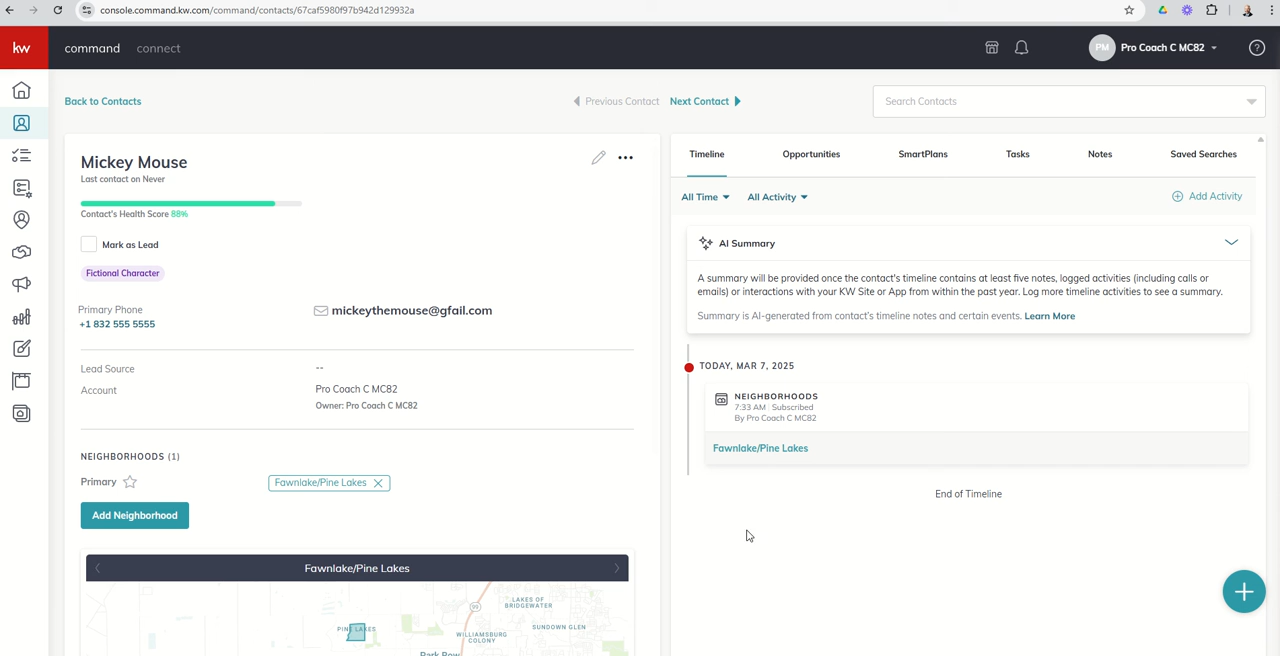 console.command.kw.com/command/contacts/67caf5980f97b942d129932a
kw command connect
PM Pro Coach C MC82
?
Back to Contacts
Previous Contact Next Contact
Search Contacts
Mickey Mouse
Last contact on Never
Contact's Health Score 88%
Mark as Lead
Fictional Character
Primary Phone
+1 832 555 5555
mickeythemouse@gfail.com
Lead Source --
Account Pro Coach C MC82
Owner: Pro Coach C MC82
NEIGHBORHOODS (1)
Primary Fawnlake/Pine Lakes
Add Neighborhood
Fawnlake/Pine Lakes
LAKES OF
BRIDGEWATER
99
PINE LAKES
SUNDOWN GLEN
WILLIAMSBURG
COLONY
Park Row
Timeline Opportunities SmartPlans Tasks Notes Saved Searches
All Time All Activity Add Activity
AI Summary
A summary will be provided once the contact's timeline contains at least five notes, logged activities (including calls or
emails) or interactions with your KW Site or App from within the past year. Log more timeline activities to see a summary.
Summary is AI-generated from contact's timeline notes and certain events. Learn More
TODAY, MAR 7, 2025
NEIGHBORHOODS
7:33 AM | Subscribed
By Pro Coach C MC82
Fawnlake/Pine Lakes
End of Timeline